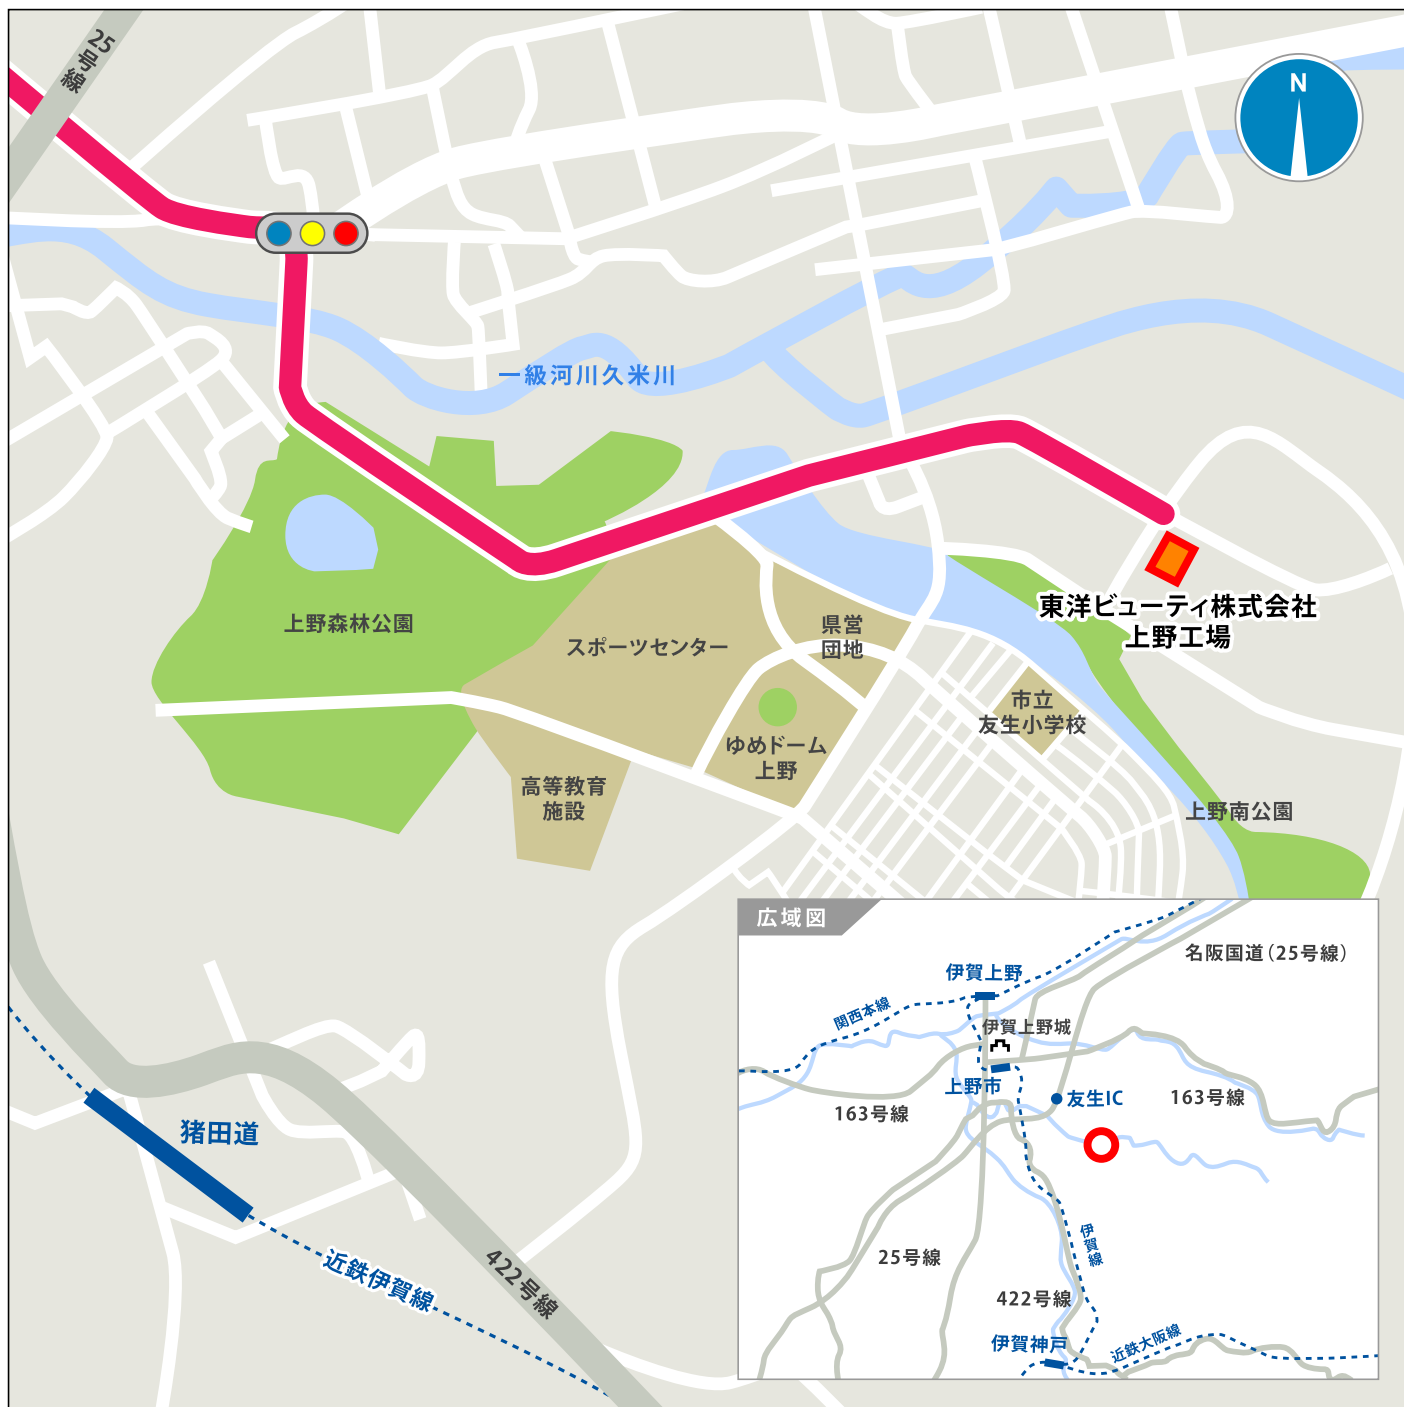 25号線
N
一級河川久米川
上野森林公園
スポーツセンター
県営
団地
東洋ビューティ株式会社
上野工場
市立
友生小学校
ゆめドーム
上野
高等教育
施設
上野南公園
猪田道
近鉄伊賀線
422号線
広域図
名阪国道（25号線）
伊賀上野
関西本線
伊賀上野城
上野市
友生IC
163号線
163号線
伊賀線
25号線
422号線
伊賀神戸
近鉄大阪線